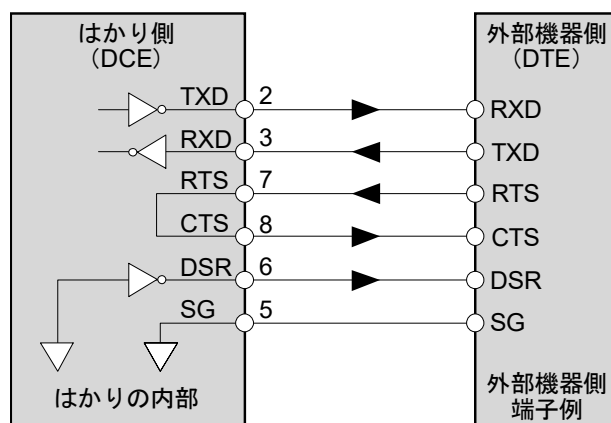 はかり側
（DCE）
外部機器側
（DTE）
TXD 2 RXD
RXD 3 TXD
RTS 7 RTS
CTS 8 CTS
DSR 6 DSR
SG 5 SG
はかりの内部
外部機器側
端子例